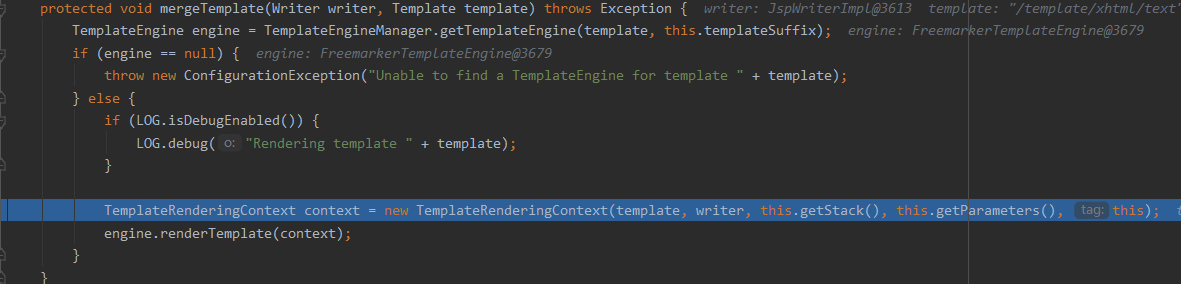 protected void mergeTemplate(Writer writer, Template template) throws Exception { writer: JspWriterImpl@3613 template: "/template/xhtml/text"
TemplateEngine engine = TemplateEngineManager.getTemplateEngine(template, this.templateSuffix); engine: FreemarkerTemplateEngine@3679
if (engine == null) { engine: FreemarkerTemplateEngine@3679
throw new ConfigurationException("Unable to find a TemplateEngine for template " + template);
} else {
if (LOG.isDebugEnabled()) {
LOG.debug( o: "Rendering template " + template);
}
TemplateRenderingContext context = new TemplateRenderingContext(template, writer, this.getStack(), this.getParameters(), tag: this);
engine.renderTemplate(context);
}
}